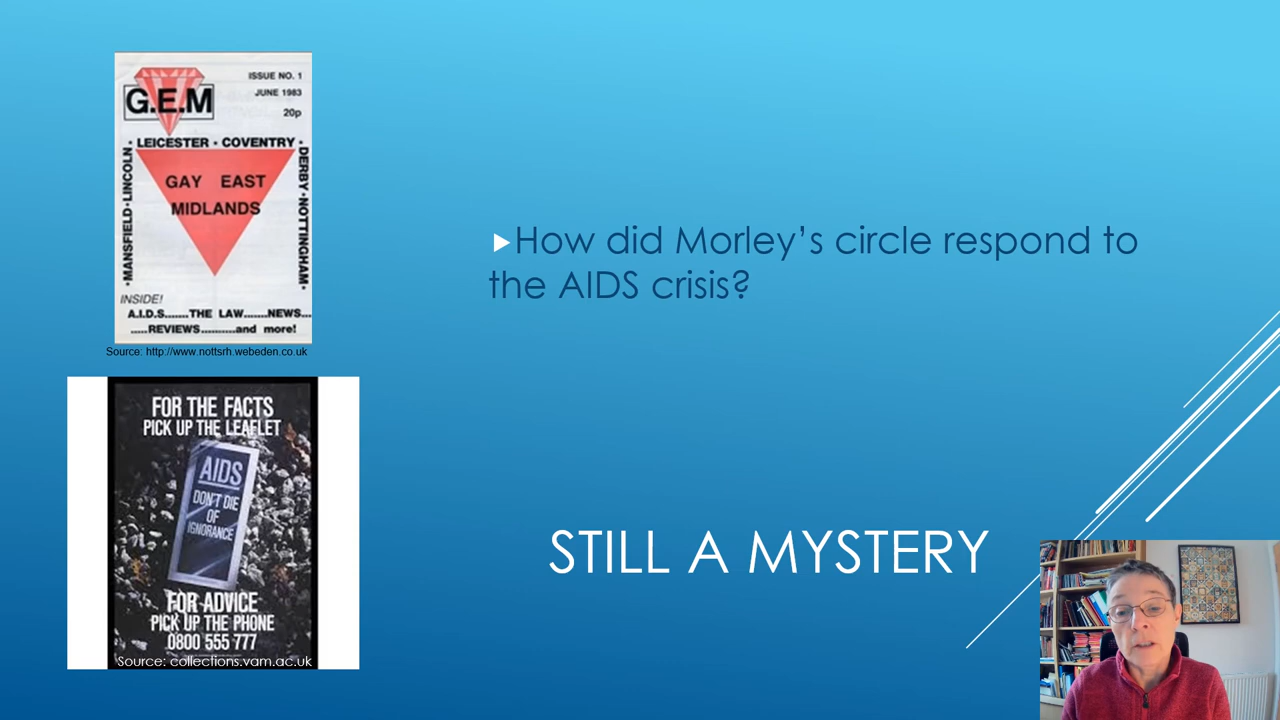 G.E.M
ISSUE NO. 1
JUNE 1983
20p
• LEICESTER • COVENTRY •
MANSFIELD • LINCOLN
GAY EAST
MIDLANDS
DERBY • NOTTINGHAM •
INSIDE!
A.I.D.S.......THE LAW.......NEWS...
.....REVIEWS..........and more!
Source: http://www.nottsrh.webeden.co.uk
FOR THE FACTS
PICK UP THE LEAFLET
AIDS
DON'T DIE
OF
IGNORANCE
FOR ADVICE
PICK UP THE PHONE
0800 555 777
Source: collections.vam.ac.uk
How did Morley's circle respond to
the AIDS crisis?
STILL A MYSTERY